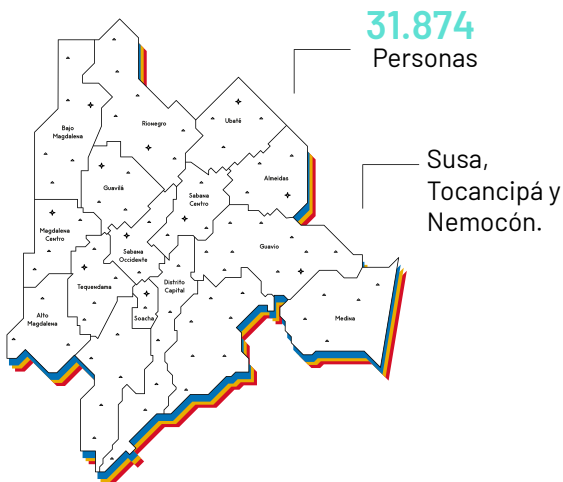 31.874
Personas
Susa,
Tocancipá y
Nemocón.
Bajo
Magdalena
Rionegro
Ubaté
Gualivá
Almeidas
Sabana
Centro
Magdalena
Centro
Sabana
Occidente
Guavio
Tequendama
Distrito
Capital
Alto
Magdalena
Soacha
Medina